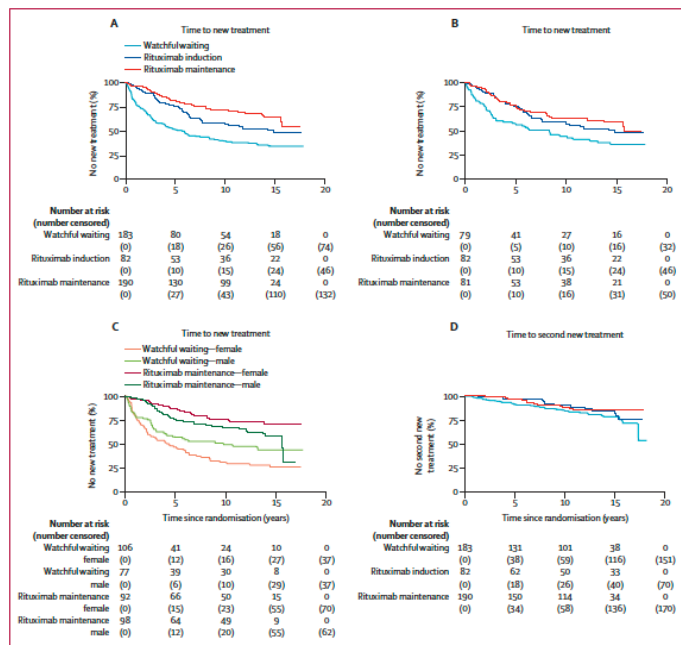 A
Time to new treatment
Watchful waiting
Rituximab induction
Rituximab maintenance
No new treatment (%)
100
75
50
25
0
0 5 10 15 20
Number at risk
(number censored)
Watchful waiting 183 80 54 18 0
(0) (18) (26) (56) (74)
Rituximab induction 82 53 36 22 0
(0) (10) (15) (24) (46)
Rituximab maintenance 190 130 99 24 0
(0) (27) (43) (110) (132)
B
Time to new treatment
No new treatment (%)
100
75
50
25
0
0 5 10 15 20
Watchful waiting 79 41 27 16 0
(0) (5) (10) (16) (32)
Rituximab induction 82 53 36 22 0
(0) (10) (15) (24) (46)
Rituximab maintenance 81 53 38 21 0
(0) (10) (16) (31) (50)
C
Time to new treatment
Watchful waiting—female
Watchful waiting—male
Rituximab maintenance—female
Rituximab maintenance—male
No new treatment (%)
100
75
50
25
0
0 5 10 15 20
Time since randomisation (years)
Number at risk
(number censored)
Watchful waiting 106 41 24 10 0
female (0) (12) (16) (27) (37)
Watchful waiting 77 39 30 8 0
male (0) (6) (10) (29) (37)
Rituximab maintenance 92 66 50 15 0
female (0) (15) (23) (55) (70)
Rituximab maintenance 98 64 49 9 0
male (0) (12) (20) (55) (62)
D
Time to second new treatment
No second new
treatment (%)
100
75
50
25
0
0 5 10 15 20
Time since randomisation (years)
Number at risk
(number censored)
Watchful waiting 183 131 101 38 0
(0) (38) (59) (116) (151)
Rituximab induction 82 62 50 33 0
(0) (18) (26) (40) (70)
Rituximab maintenance 190 150 114 34 0
(0) (34) (58) (136) (170)